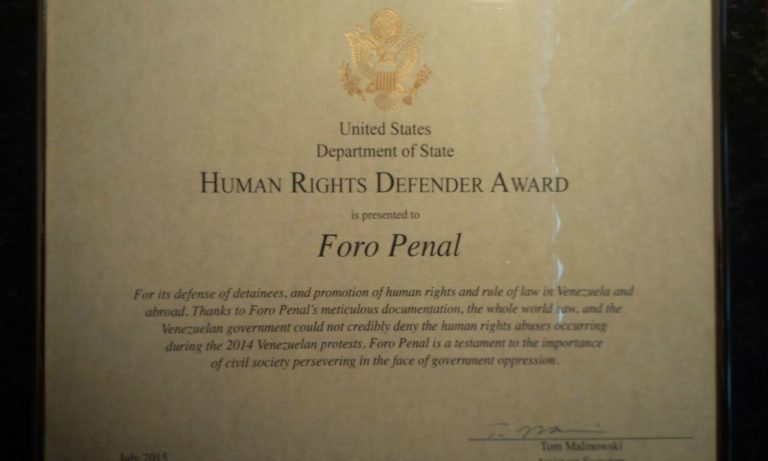 United States
Department of State
HUMAN RIGHTS DEFENDER AWARD
is presented to
Foro Penal
For its defense of detainees, and promotion of human rights and rule of law in Venezuela and
abroad. Thanks to Foro Penal's meticulous documentation, the whole world saw, and the
Venezuelan government could not credibly deny the human rights abuses occurring
during the 2014 Venezuelan protests. Foro Penal is a testament to the importance
of civil society persevering in the face of government oppression.
Tom Malinowski
July 2015